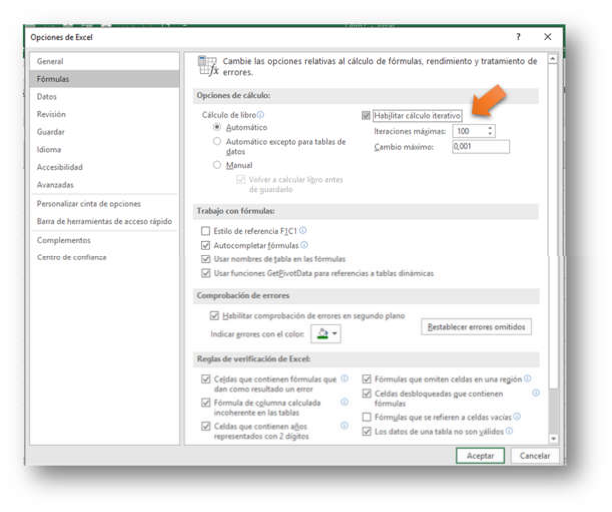 Opciones de Excel
?
General
Fórmulas
Datos
Revisión
Guardar
Idioma
Accesibilidad
Avanzadas
Personalizar cinta de opciones
Barra de herramientas de acceso rápido
Complementos
Centro de confianza
Cambie las opciones relativas al cálculo de fórmulas, rendimiento y tratamiento de
errores.
Opciones de cálculo:
Cálculo de libro
Automático
Automático excepto para tablas de
datos
Manual
Volver a calcular libro antes
de guardarlo
Habilitar cálculo iterativo
Iteraciones máximas: 100
Cambio máximo: 0,001
Trabajo con fórmulas:
Estilo de referencia F1C1
Autocompletar fórmulas
Usar nombres de tabla en las fórmulas
Usar funciones GetPivotData para referencias a tablas dinámicas
Comprobación de errores
Habilitar comprobación de errores en segundo plano
Indicar errores con el color:
Restablecer errores omitidos
Reglas de verificación de Excel:
Celdas que contienen fórmulas que
dan como resultado un error
Fórmula de columna calculada
incoherente en las tablas
Celdas que contienen años
representados con 2 dígitos
Fórmulas que omiten celdas en una región
Celdas desbloqueadas que contienen
fórmulas
Fórmulas que se refieren a celdas vacías
Los datos de una tabla no son válidos
Aceptar
Cancelar